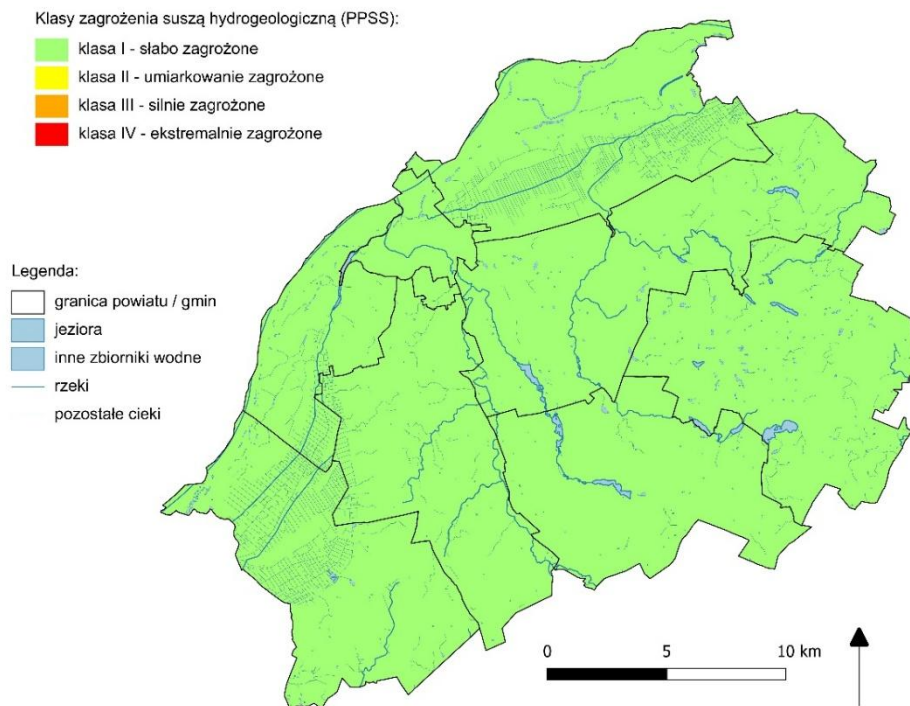 Klasy zagrożenia suszą hydrogeologiczną (PPSS):
klasa I - słabo zagrożone
klasa II - umiarkowanie zagrożone
klasa III - silnie zagrożone
klasa IV - ekstremalnie zagrożone
Legenda:
granica powiatu / gmin
jeziora
inne zbiorniki wodne
rzeki
pozostałe cieki
0 5 10 km